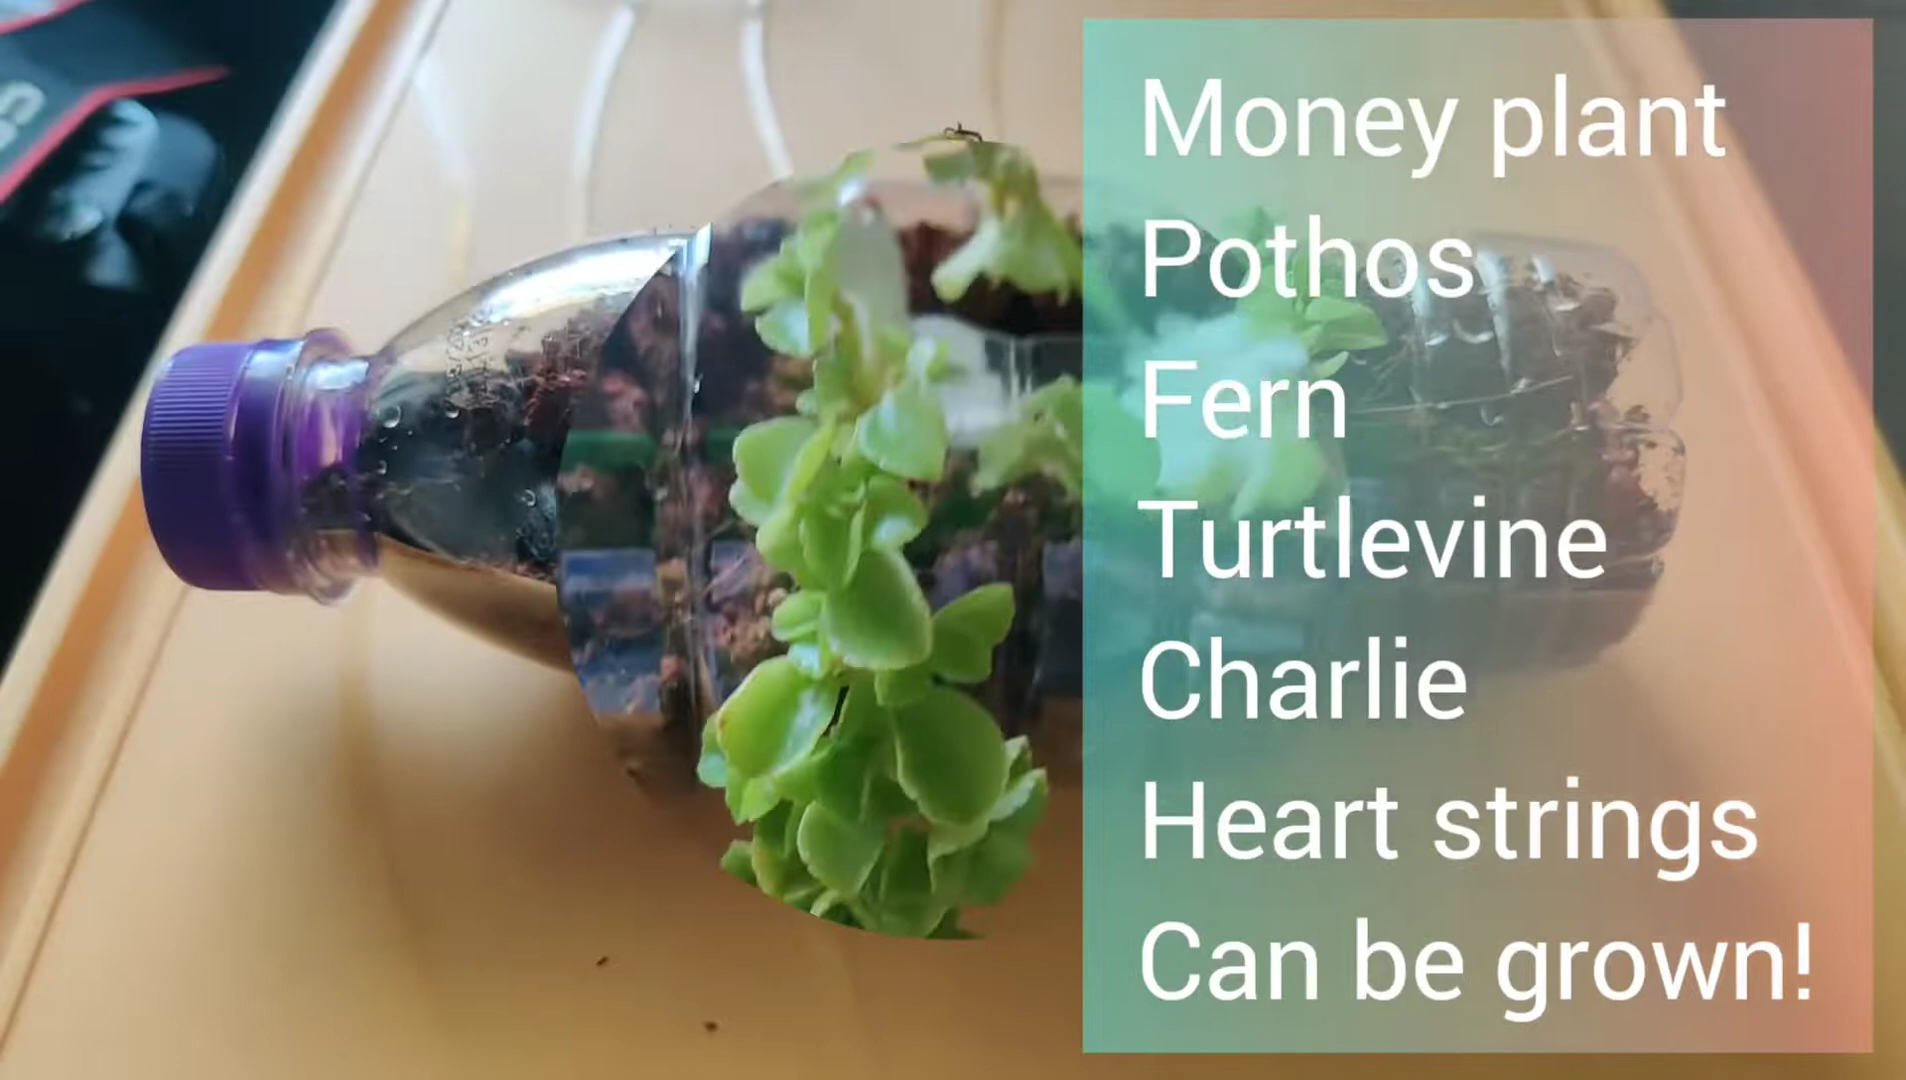 Money plant
Pothos
Fern
Turtlevine
Charlie
Heart strings
Can be grown!